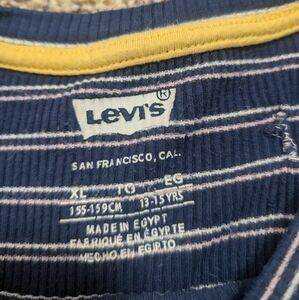 Levi's®
SAN FRANCISCO, CAL.
XL TG EG
155-159CM 13-15YRS
MADE IN EGYPT
FABRIQUÉ EN ÉGYPTE
HECHO EN EGIPTO